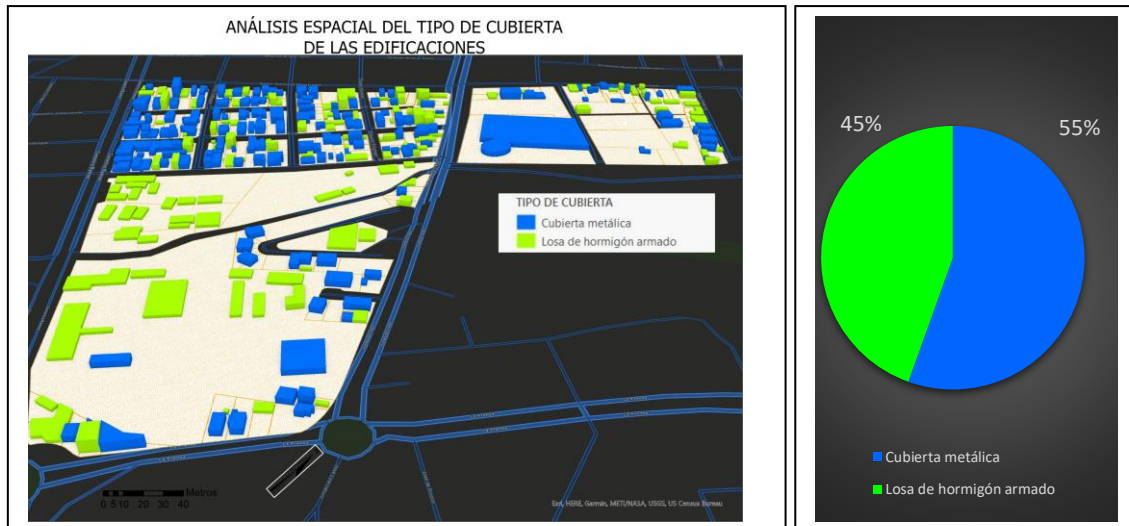 ANÁLISIS ESPACIAL DEL TIPO DE CUBIERTA
DE LAS EDIFICACIONES
TIPO DE CUBIERTA
Cubierta metálica
Losa de hormigón armado
Metros
0 5 10 20 30 40
Esri, HERE, Garmin, METI/NASA, USGS, US Census Bureau
45%
55%
Cubierta metálica
Losa de hormigón armado